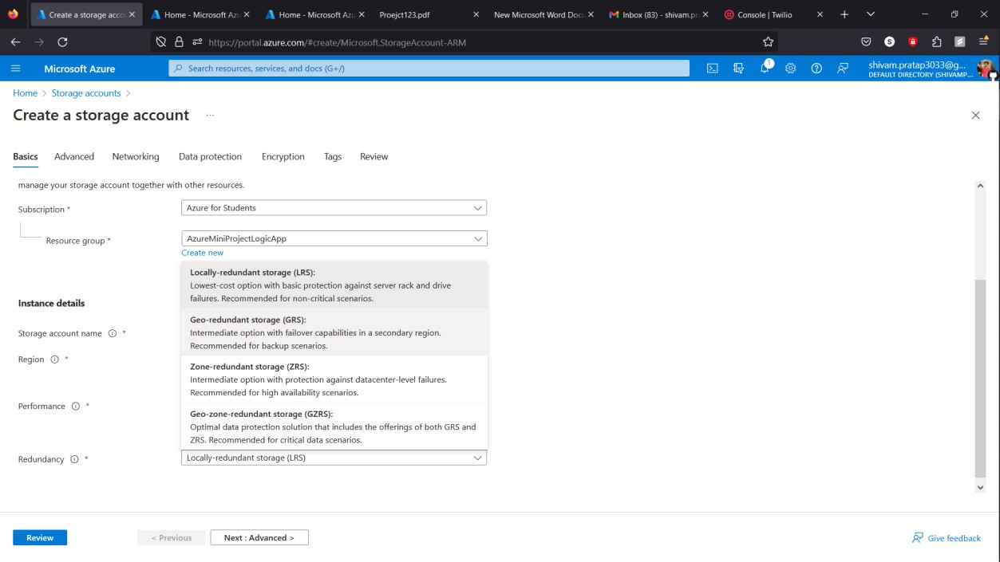 Create a storage acco
Home - Microsoft Azu
Home - Microsoft Azu
Proejct123.pdf
New Microsoft Word Docu
Inbox (83) - shivam.pr
Console | Twilio
https://portal.azure.com/#create/Microsoft.StorageAccount-ARM
S
Microsoft Azure
Search resources, services, and docs (G+/)
1
shivam.pratap3033@g...
DEFAULT DIRECTORY (SHIVAMP...
Home > Storage accounts >
Create a storage account ...
Basics Advanced Networking Data protection Encryption Tags Review
manage your storage account together with other resources.
Subscription *
Azure for Students
Resource group *
AzureMiniProjectLogicApp
Create new
Locally-redundant storage (LRS):
Lowest-cost option with basic protection against server rack and drive
failures. Recommended for non-critical scenarios.
Geo-redundant storage (GRS):
Intermediate option with failover capabilities in a secondary region.
Recommended for backup scenarios.
Zone-redundant storage (ZRS):
Intermediate option with protection against datacenter-level failures.
Recommended for high availability scenarios.
Geo-zone-redundant storage (GZRS):
Optimal data protection solution that includes the offerings of both GRS and
ZRS. Recommended for critical data scenarios.
Instance details
Storage account name *
Region *
Performance *
Redundancy *
Locally-redundant storage (LRS)
Review
< Previous
Next : Advanced >
Give feedback